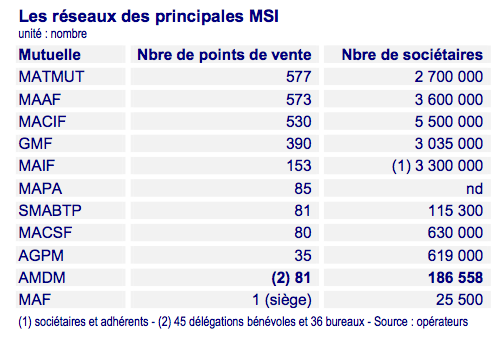 Les réseaux des principales MSI
unité : nombre
Mutuelle Nbre de points de vente Nbre de sociétaires
MATMUT 577 2 700 000
MAAF 573 3 600 000
MACIF 530 5 500 000
GMF 390 3 035 000
MAIF 153 (1) 3 300 000
MAPA 85 nd
SMABTP 81 115 300
MACSF 80 630 000
AGPM 35 619 000
AMDM (2) 81 186 558
MAF 1 (siège) 25 500
(1) sociétaires et adhérents - (2) 45 délégations bénévoles et 36 bureaux - Source : opérateurs